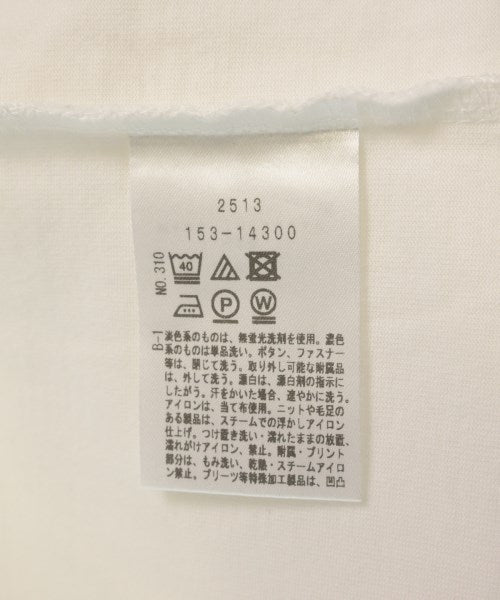 2513
153-14300
NO.310
40
P
W
B-1
淡色系のものは、無蛍光洗剤を使用。濃色
系のものは単品洗い。ボタン、ファスナー
等は、閉じて洗う。取り外し可能な附属品
は、外して洗う。漂白は、漂白剤の指示に
したがう。汗をかいた場合、速やかに洗う。
アイロンは、当て布使用。ニットや毛足の
ある製品は、スチームでの浮かしアイロン
仕上げ。つけ置き洗い・濡れたままの放置、
濡れがけアイロン、禁止。附属・プリント
部分は、もみ洗い、乾燥・スチームアイロ
ン禁止。プリーツ等特殊加工製品は、凹凸